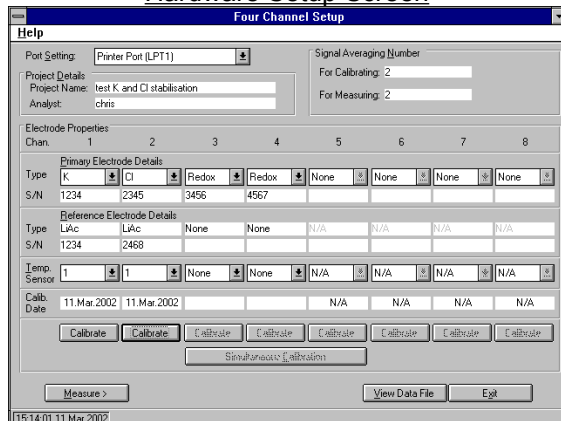 Hardware Setup Screen
Four Channel Setup
Help
Port Setting: Printer Port (LPT1)
Signal Averaging Number
For Calibrating: 2
For Measuring: 2
Project Details
Project Name: test K and Cl stabilisation
Analyst: chris
Electrode Properties
Chan. 1 2 3 4 5 6 7 8
Primary Electrode Details
Type K Cl Redox Redox None None None None
S/N 1234 2345 3456 4567
Reference Electrode Details
Type LiAc LiAc None None N/A N/A N/A N/A
S/N 1234 2468
Temp. Sensor 1 1 None None N/A N/A N/A N/A
Calib. Date 11.Mar.2002 11.Mar.2002 N/A N/A N/A N/A
Calibrate Calibrate Calibrate Calibrate Calibrate Calibrate Calibrate Calibrate
Simultaneous Calibration
Measure > View Data File Exit
15:14:01 11 Mar 2002